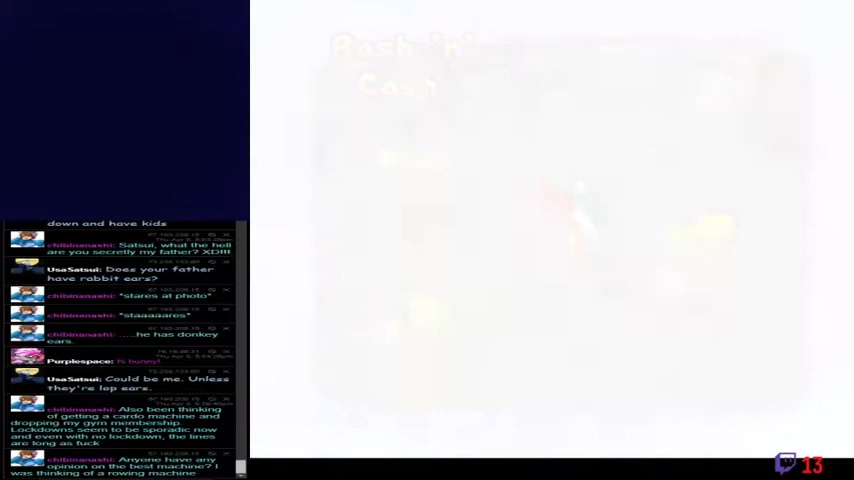 Bash 'n'
Cash
down and have kids
chibinanashi: Satsui, what the hell
are you secretly my father? XD!!!
UsaSatsui: Does your father
have rabbit ears?
chibinanashi: *stares at photo*
chibinanashi: *staaaaares*
chibinanashi: .....he has donkey
ears.
Purplespace: hi bunny!
UsaSatsui: Could be me. Unless
they're lop ears.
chibinanashi: Also been thinking
of getting a cardo machine and
dropping my gym membership.
Lockdowns seem to be sporadic now
and even with no lockdown, the lines
are long as fuck
chibinanashi: Anyone have any
opinion on the best machine? I
was thinking of a rowing machine
13